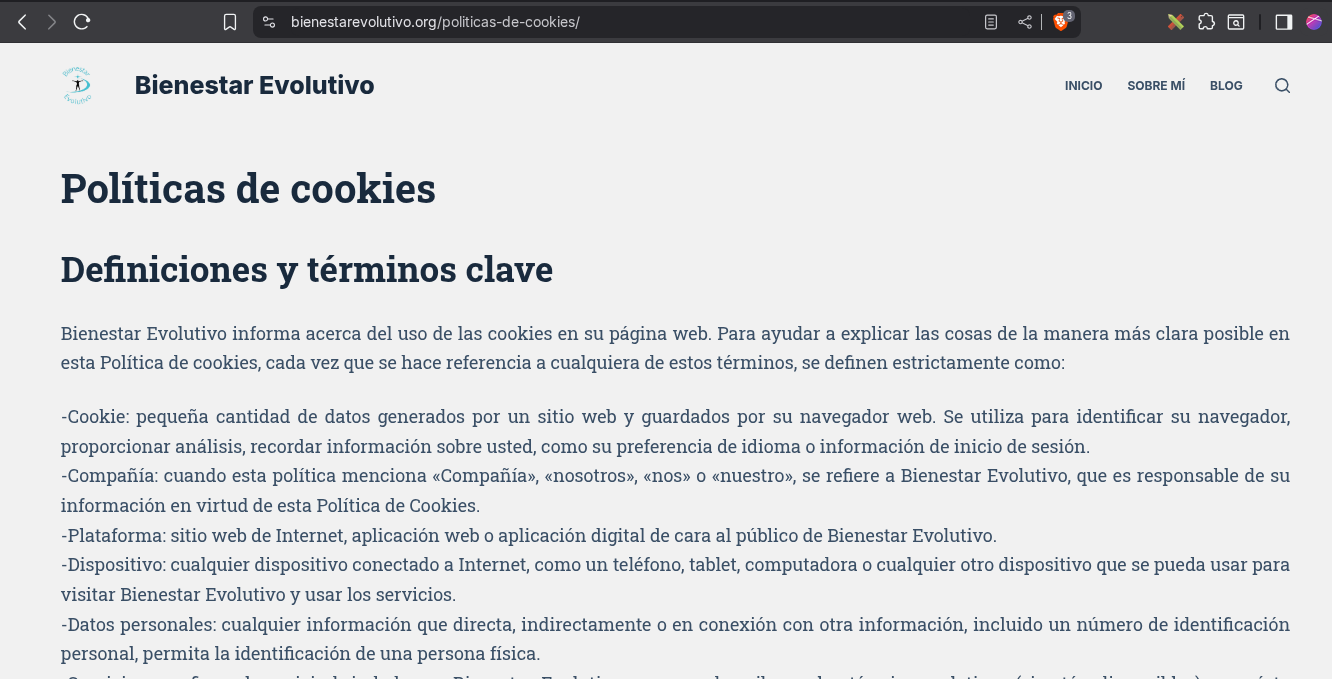 bienestarevolutivo.org/politicas-de-cookies/
3
Bienestar
Evolutivo
Bienestar Evolutivo
INICIO
SOBRE MÍ
BLOG
Políticas de cookies
Definiciones y términos clave
Bienestar Evolutivo informa acerca del uso de las cookies en su página web. Para ayudar a explicar las cosas de la manera más clara posible en
esta Política de cookies, cada vez que se hace referencia a cualquiera de estos términos, se definen estrictamente como:
-Cookie: pequeña cantidad de datos generados por un sitio web y guardados por su navegador web. Se utiliza para identificar su navegador,
proporcionar análisis, recordar información sobre usted, como su preferencia de idioma o información de inicio de sesión.
-Compañía: cuando esta política menciona «Compañía», «nosotros», «nos» o «nuestro», se refiere a Bienestar Evolutivo, que es responsable de su
información en virtud de esta Política de Cookies.
-Plataforma: sitio web de Internet, aplicación web o aplicación digital de cara al público de Bienestar Evolutivo.
-Dispositivo: cualquier dispositivo conectado a Internet, como un teléfono, tablet, computadora o cualquier otro dispositivo que se pueda usar para
visitar Bienestar Evolutivo y usar los servicios.
-Datos personales: cualquier información que directa, indirectamente o en conexión con otra información, incluido un número de identificación
personal, permita la identificación de una persona física.